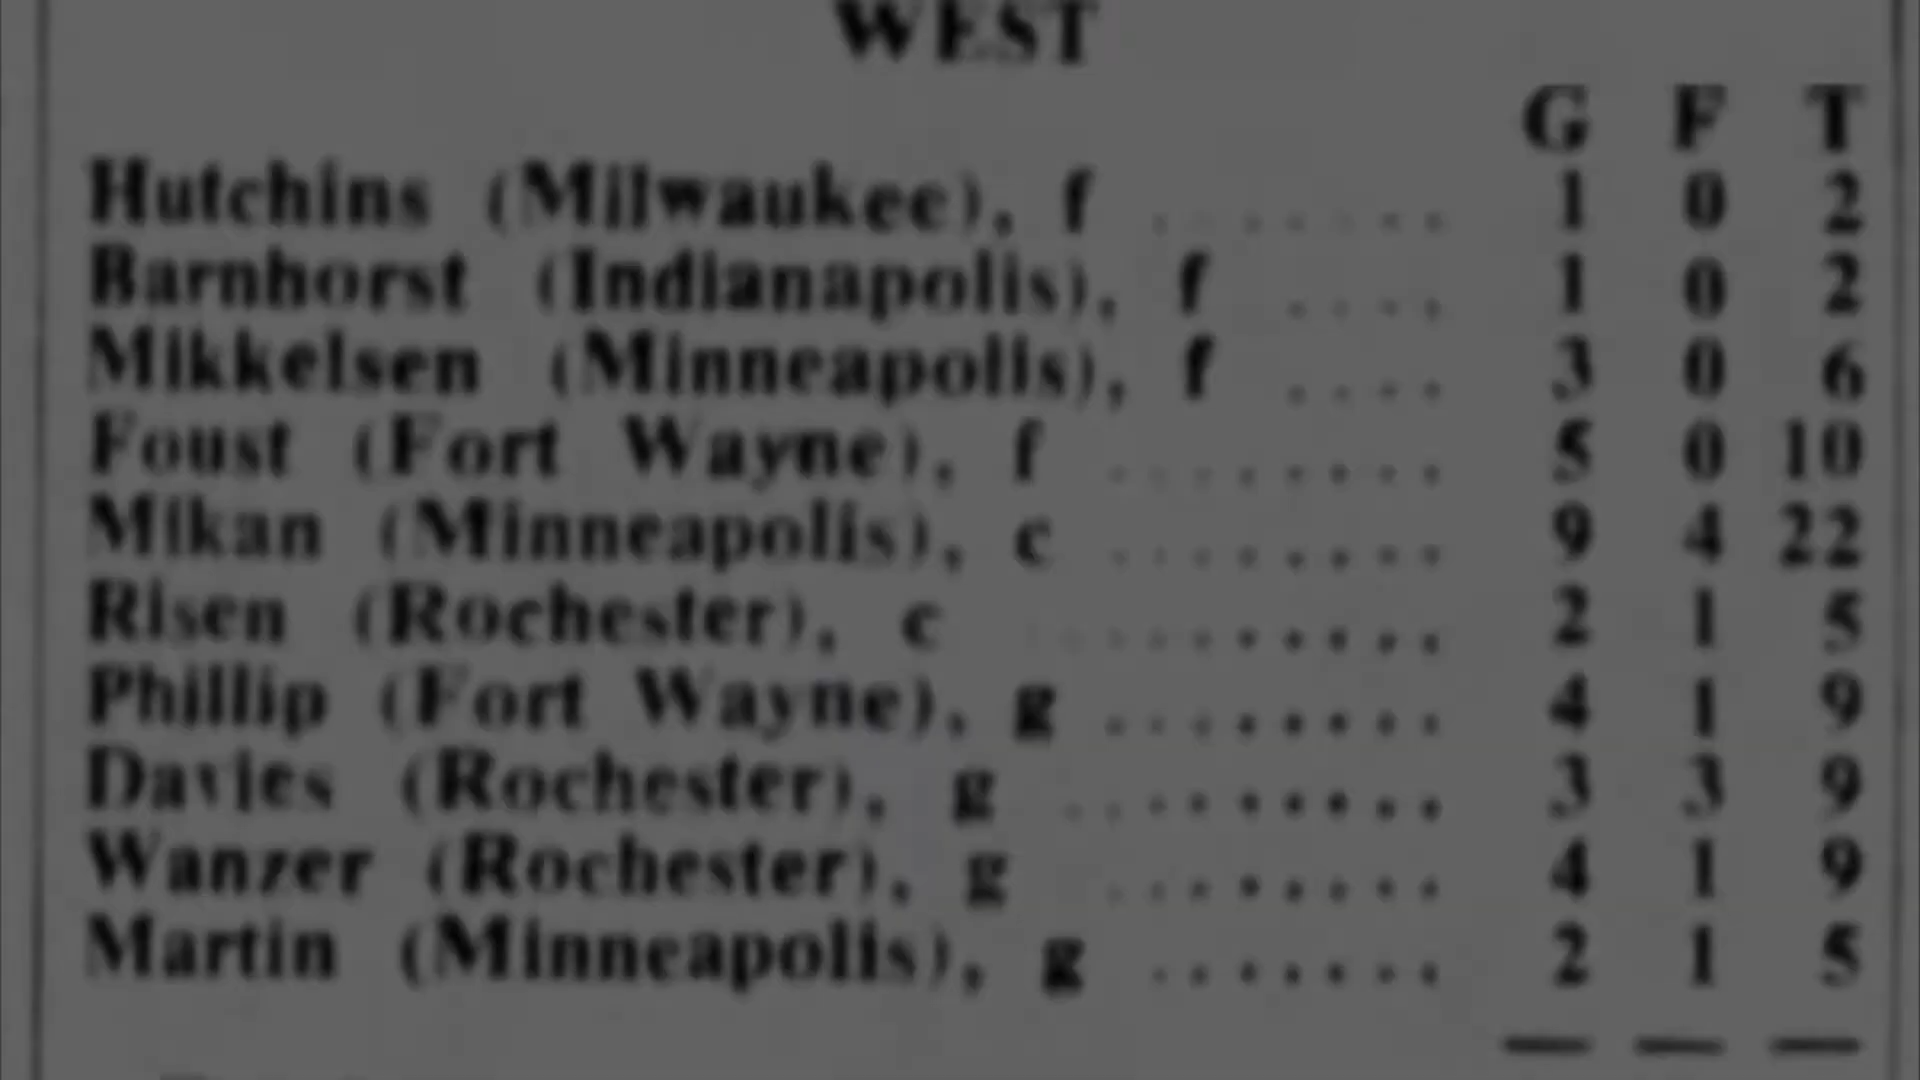 WEST
G F T
Hutchins (Milwaukee), f ....... 1 0 2
Barnhorst (Indianapolis), f .... 1 0 2
Mikkelsen (Minneapolis), f .... 3 0 6
Foust (Fort Wayne), f ........ 5 0 10
Mikan (Minneapolis), c ........ 9 4 22
Risen (Rochester), c ......... 2 1 5
Phillip (Fort Wayne), g ........ 4 1 9
Davies (Rochester), g ......... 3 3 9
Wanzer (Rochester), g ........ 4 1 9
Martin (Minneapolis), g ....... 2 1 5